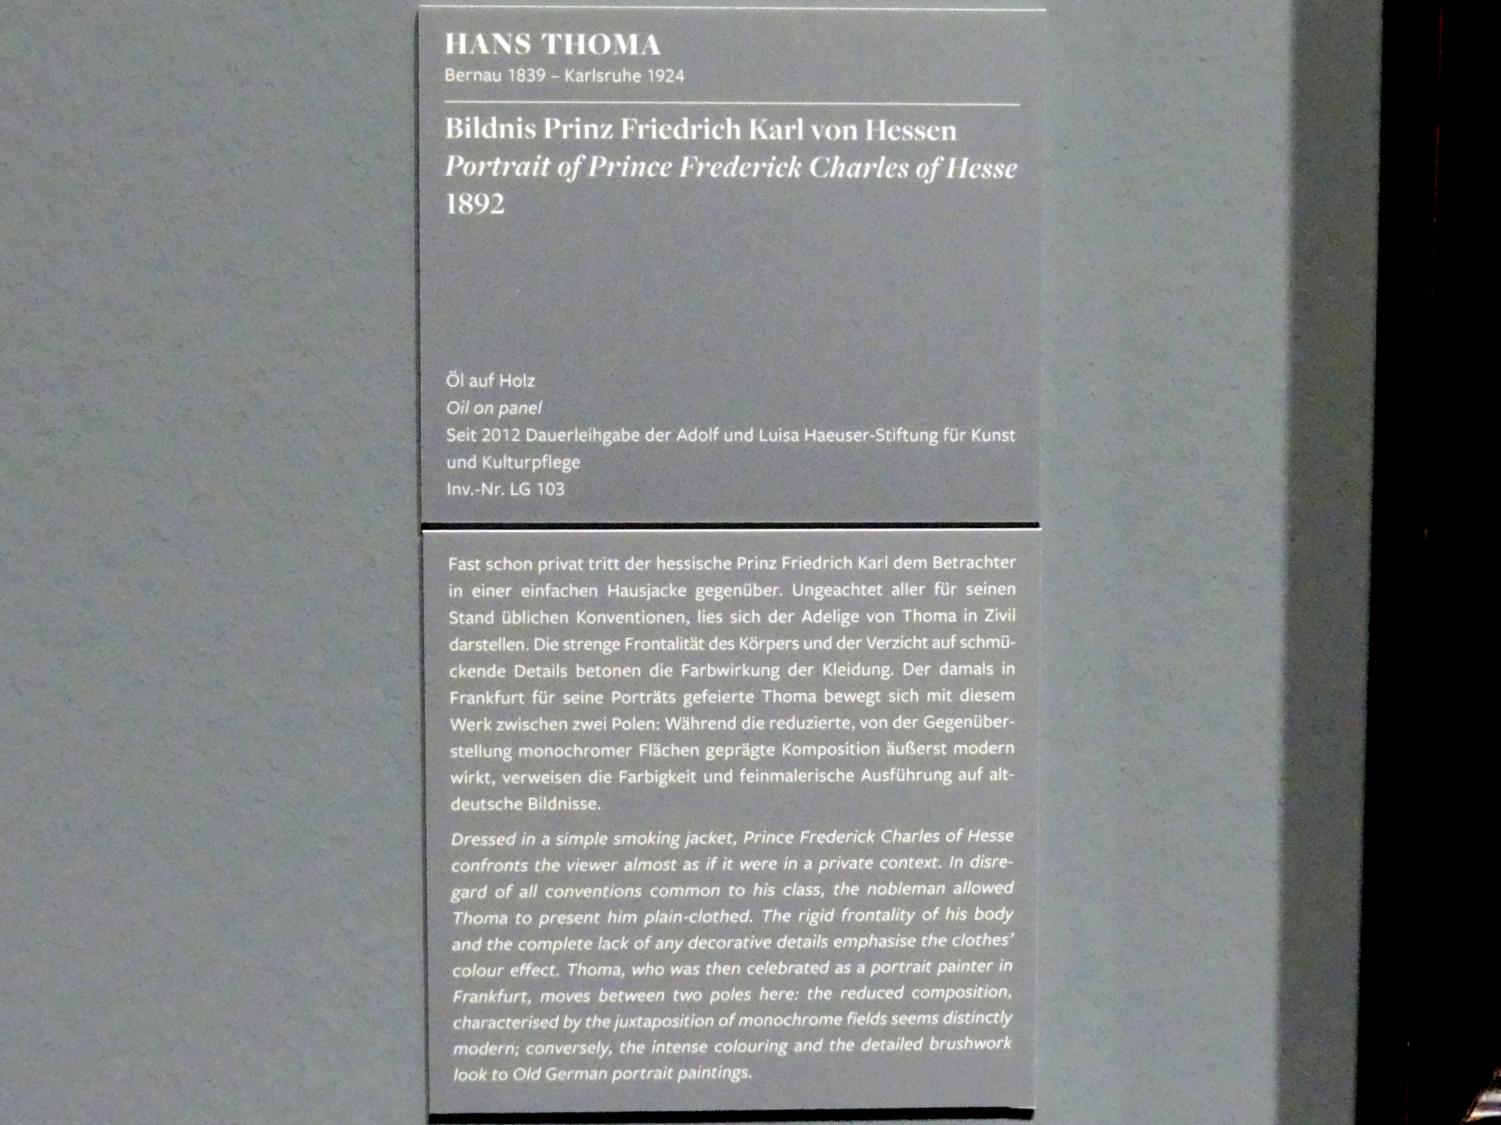 HANS THOMA
Bernau 1839 – Karlsruhe 1924
Bildnis Prinz Friedrich Karl von Hessen
Portrait of Prince Frederick Charles of Hesse
1892
Öl auf Holz
Oil on panel
Seit 2012 Dauerleihgabe der Adolf und Luisa Haeuser-Stiftung für Kunst
und Kulturpflege
Inv.-Nr. LG 103
Fast schon privat tritt der hessische Prinz Friedrich Karl dem Betrachter
in einer einfachen Hausjacke gegenüber. Ungeachtet aller für seinen
Stand üblichen Konventionen, lies sich der Adelige von Thoma in Zivil
darstellen. Die strenge Frontalität des Körpers und der Verzicht auf schmü-
ckende Details betonen die Farbwirkung der Kleidung. Der damals in
Frankfurt für seine Porträts gefeierte Thoma bewegt sich mit diesem
Werk zwischen zwei Polen: Während die reduzierte, von der Gegenüber-
stellung monochromer Flächen geprägte Komposition äußerst modern
wirkt, verweisen die Farbigkeit und feinmalerische Ausführung auf alt-
deutsche Bildnisse.
Dressed in a simple smoking jacket, Prince Frederick Charles of Hesse
confronts the viewer almost as if it were in a private context. In disre-
gard of all conventions common to his class, the nobleman allowed
Thoma to present him plain-clothed. The rigid frontality of his body
and the complete lack of any decorative details emphasise the clothes'
colour effect. Thoma, who was then celebrated as a portrait painter in
Frankfurt, moves between two poles here: the reduced composition,
characterised by the juxtaposition of monochrome fields seems distinctly
modern; conversely, the intense colouring and the detailed brushwork
look to Old German portrait paintings.